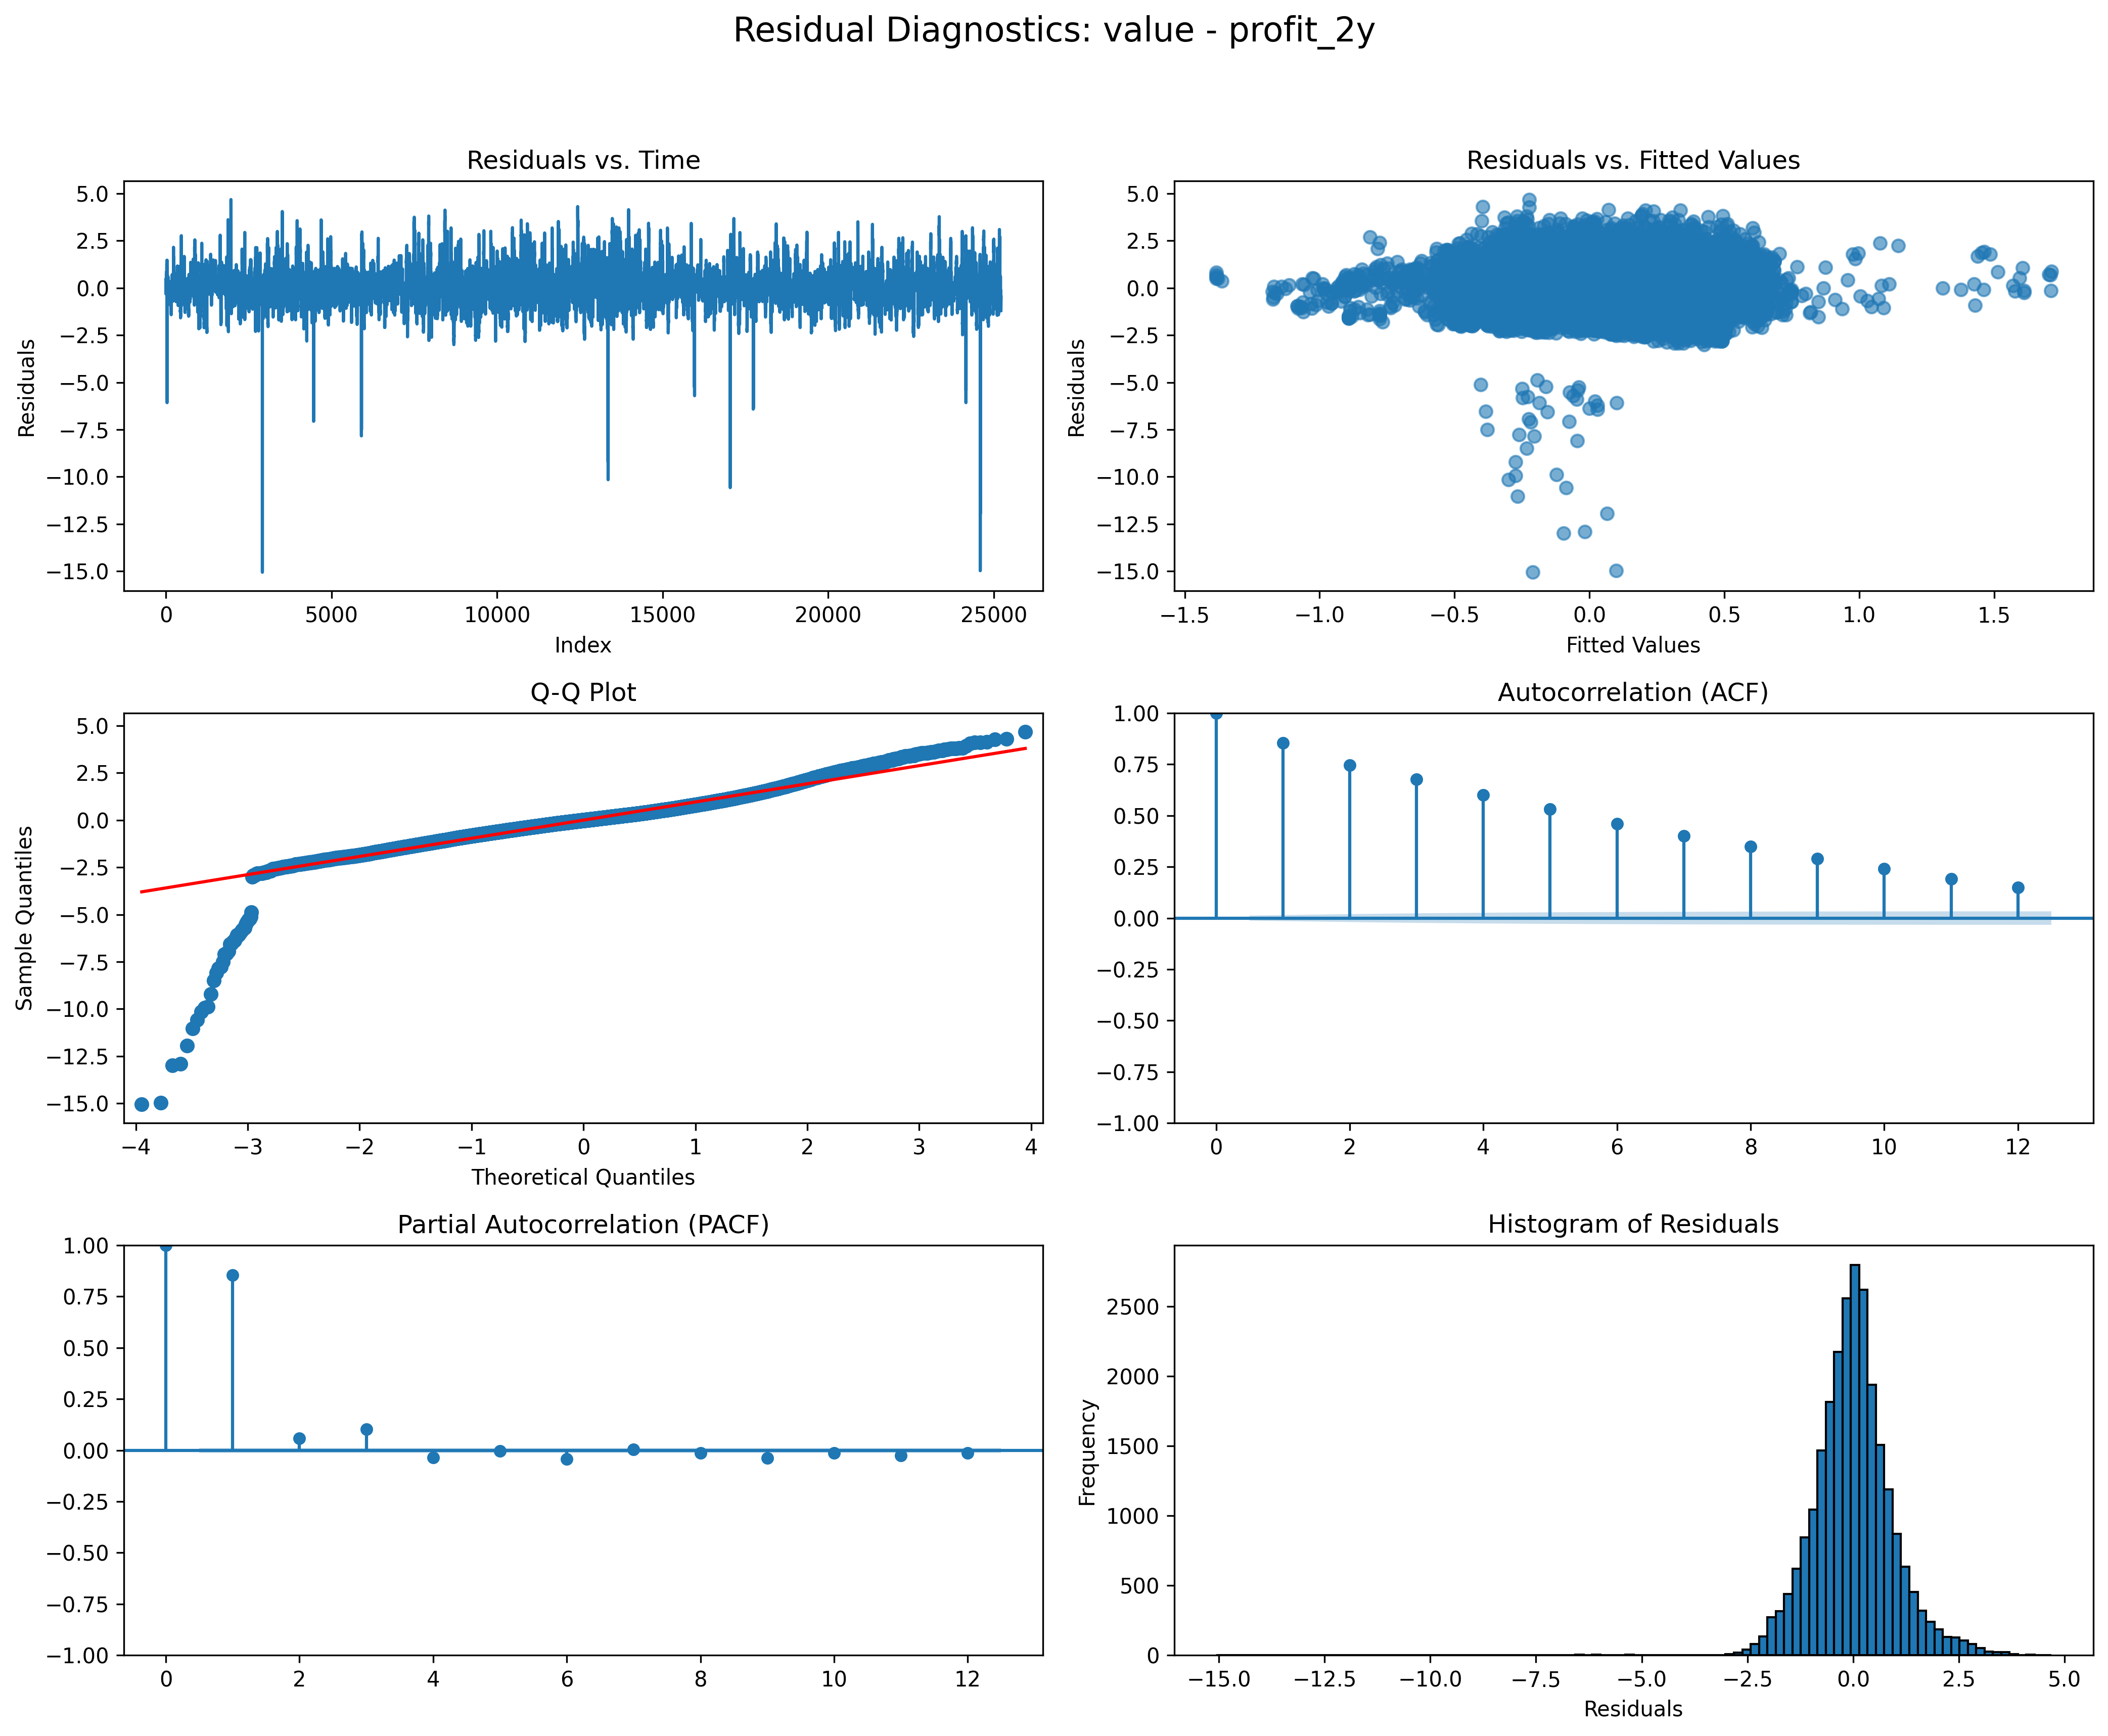 Residual Diagnostics: value - profit_2y
Residuals vs. Time
5.0
2.5
0.0
−2.5
−5.0
−7.5
−10.0
−12.5
−15.0
Residuals
0 5000 10000 15000 20000 25000
Index
Residuals vs. Fitted Values
5.0
2.5
0.0
−2.5
−5.0
−7.5
−10.0
−12.5
−15.0
Residuals
−1.5 −1.0 −0.5 0.0 0.5 1.0 1.5
Fitted Values
Q-Q Plot
5.0
2.5
0.0
−2.5
−5.0
−7.5
−10.0
−12.5
−15.0
Sample Quantiles
−4 −3 −2 −1 0 1 2 3 4
Theoretical Quantiles
Autocorrelation (ACF)
1.00
0.75
0.50
0.25
0.00
−0.25
−0.50
−0.75
−1.00
0 2 4 6 8 10 12
Partial Autocorrelation (PACF)
1.00
0.75
0.50
0.25
0.00
−0.25
−0.50
−0.75
−1.00
0 2 4 6 8 10 12
Histogram of Residuals
2500
2000
1500
1000
500
0
Frequency
−15.0 −12.5 −10.0 −7.5 −5.0 −2.5 0.0 2.5 5.0
Residuals